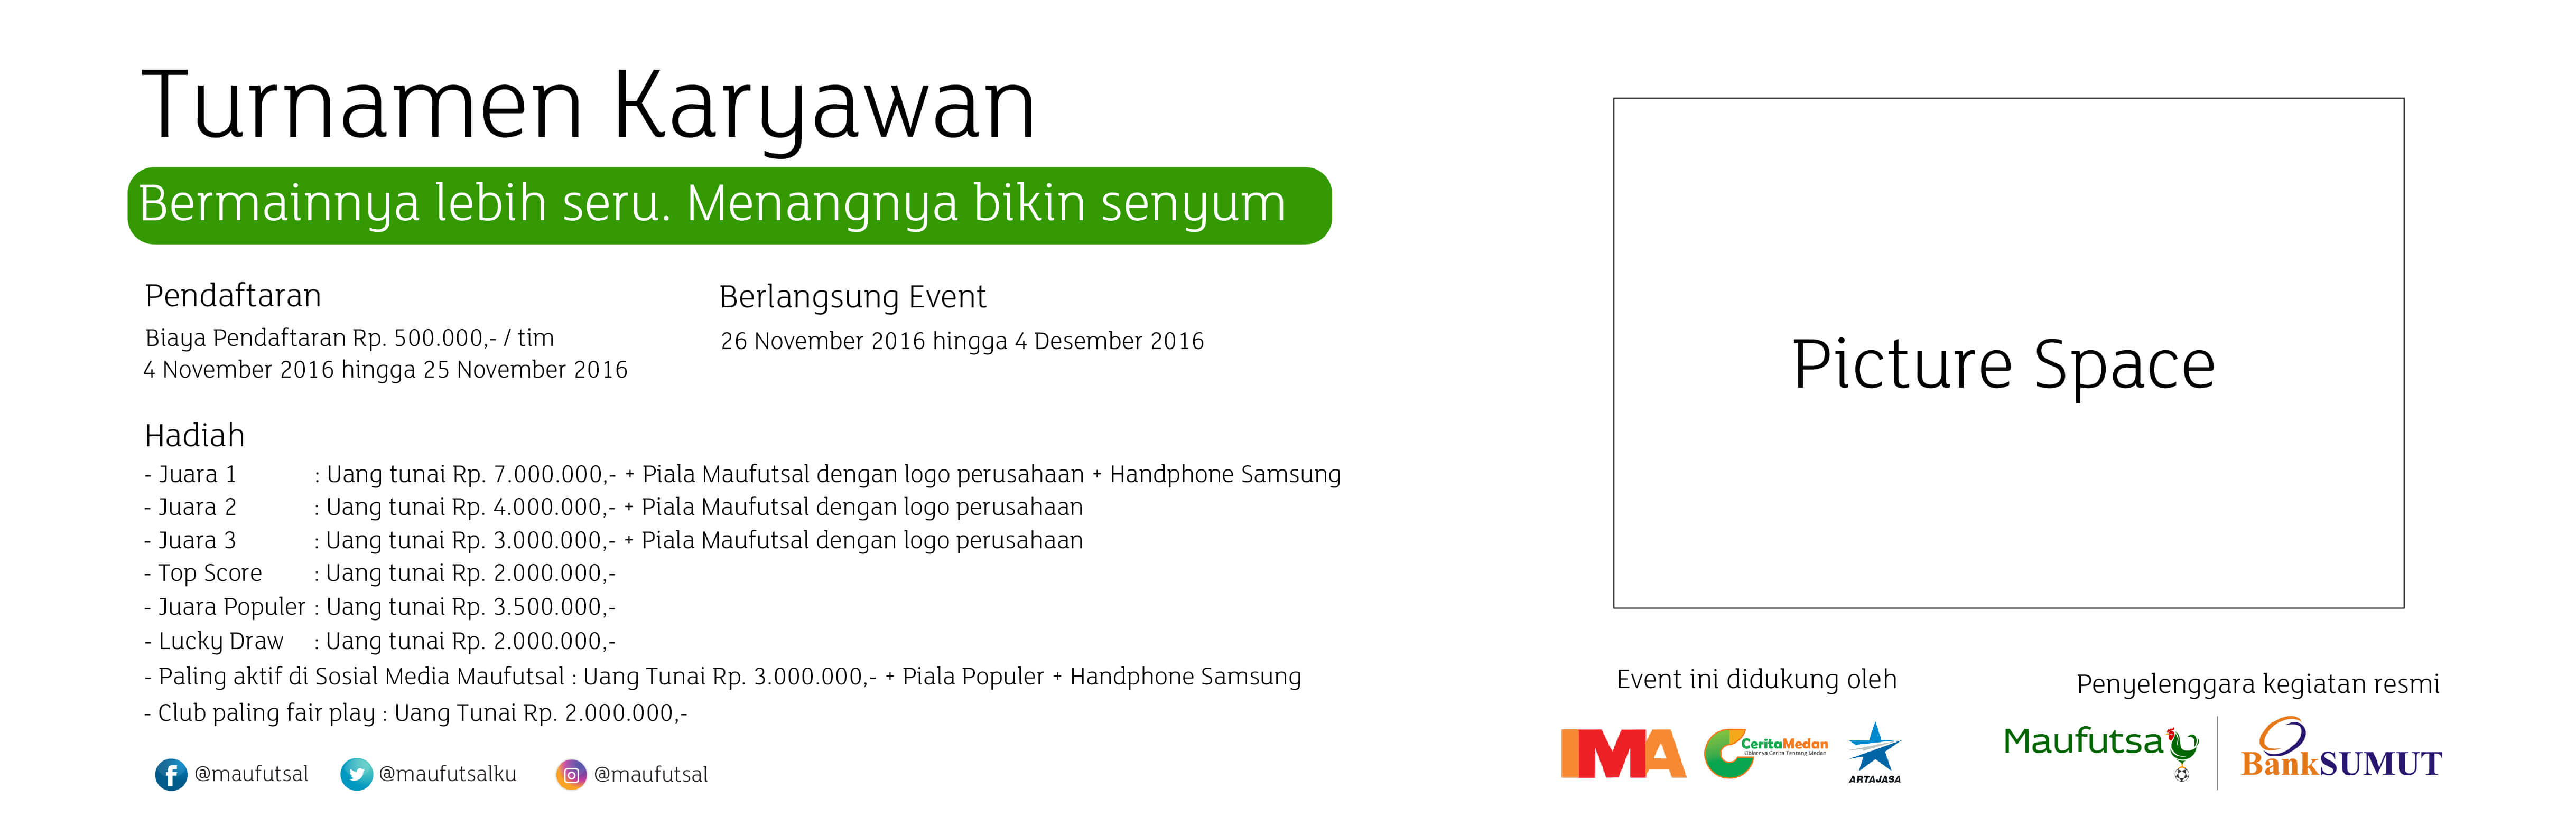 Turnamen Karyawan
Bermainnya lebih seru. Menangnya bikin senyum
Pendaftaran
Biaya Pendaftaran Rp. 500.000,- / tim
4 November 2016 hingga 25 November 2016
Berlangsung Event
26 November 2016 hingga 4 Desember 2016
Hadiah
- Juara 1 : Uang tunai Rp. 7.000.000,- + Piala Maufutsal dengan logo perusahaan + Handphone Samsung
- Juara 2 : Uang tunai Rp. 4.000.000,- + Piala Maufutsal dengan logo perusahaan
- Juara 3 : Uang tunai Rp. 3.000.000,- + Piala Maufutsal dengan logo perusahaan
- Top Score : Uang tunai Rp. 2.000.000,-
- Juara Populer : Uang tunai Rp. 3.500.000,-
- Lucky Draw : Uang tunai Rp. 2.000.000,-
- Paling aktif di Sosial Media Maufutsal : Uang Tunai Rp. 3.000.000,- + Piala Populer + Handphone Samsung
- Club paling fair play : Uang Tunai Rp. 2.000.000,-
@maufutsal @maufutsalku @maufutsal
Picture Space
Event ini didukung oleh
IMA
CeritaMedan
Cerita Tentang Medan
ARTAJASA
Penyelenggara kegiatan resmi
Maufutsal
BankSUMUT